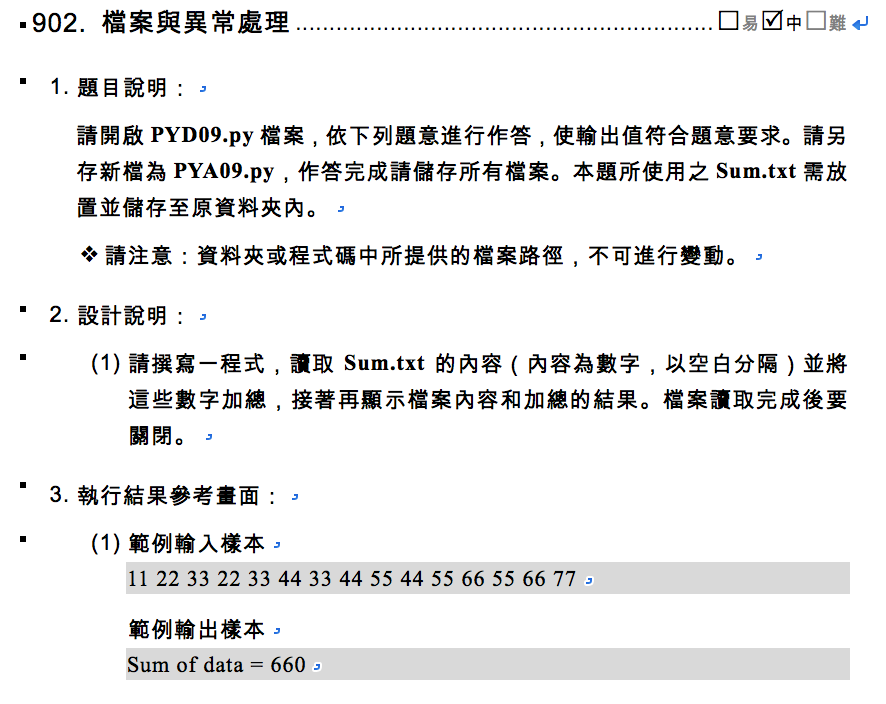 902. 檔案與異常處理 ............................................................... ☐易☑中☐難
1. 題目說明：
請開啟 PYD09.py 檔案，依下列題意進行作答，使輸出值符合題意要求。請另
存新檔為 PYA09.py，作答完成請儲存所有檔案。本題所使用之 Sum.txt 需放
置並儲存至原資料夾內。
❖ 請注意：資料夾或程式碼中所提供的檔案路徑，不可進行變動。
2. 設計說明：
(1) 請撰寫一程式，讀取 Sum.txt 的內容（內容為數字，以空白分隔）並將
這些數字加總，接著再顯示檔案內容和加總的結果。檔案讀取完成後要
關閉。
3. 執行結果參考畫面：
(1) 範例輸入樣本
11 22 33 22 33 44 33 44 55 44 55 66 55 66 77
範例輸出樣本
Sum of data = 660